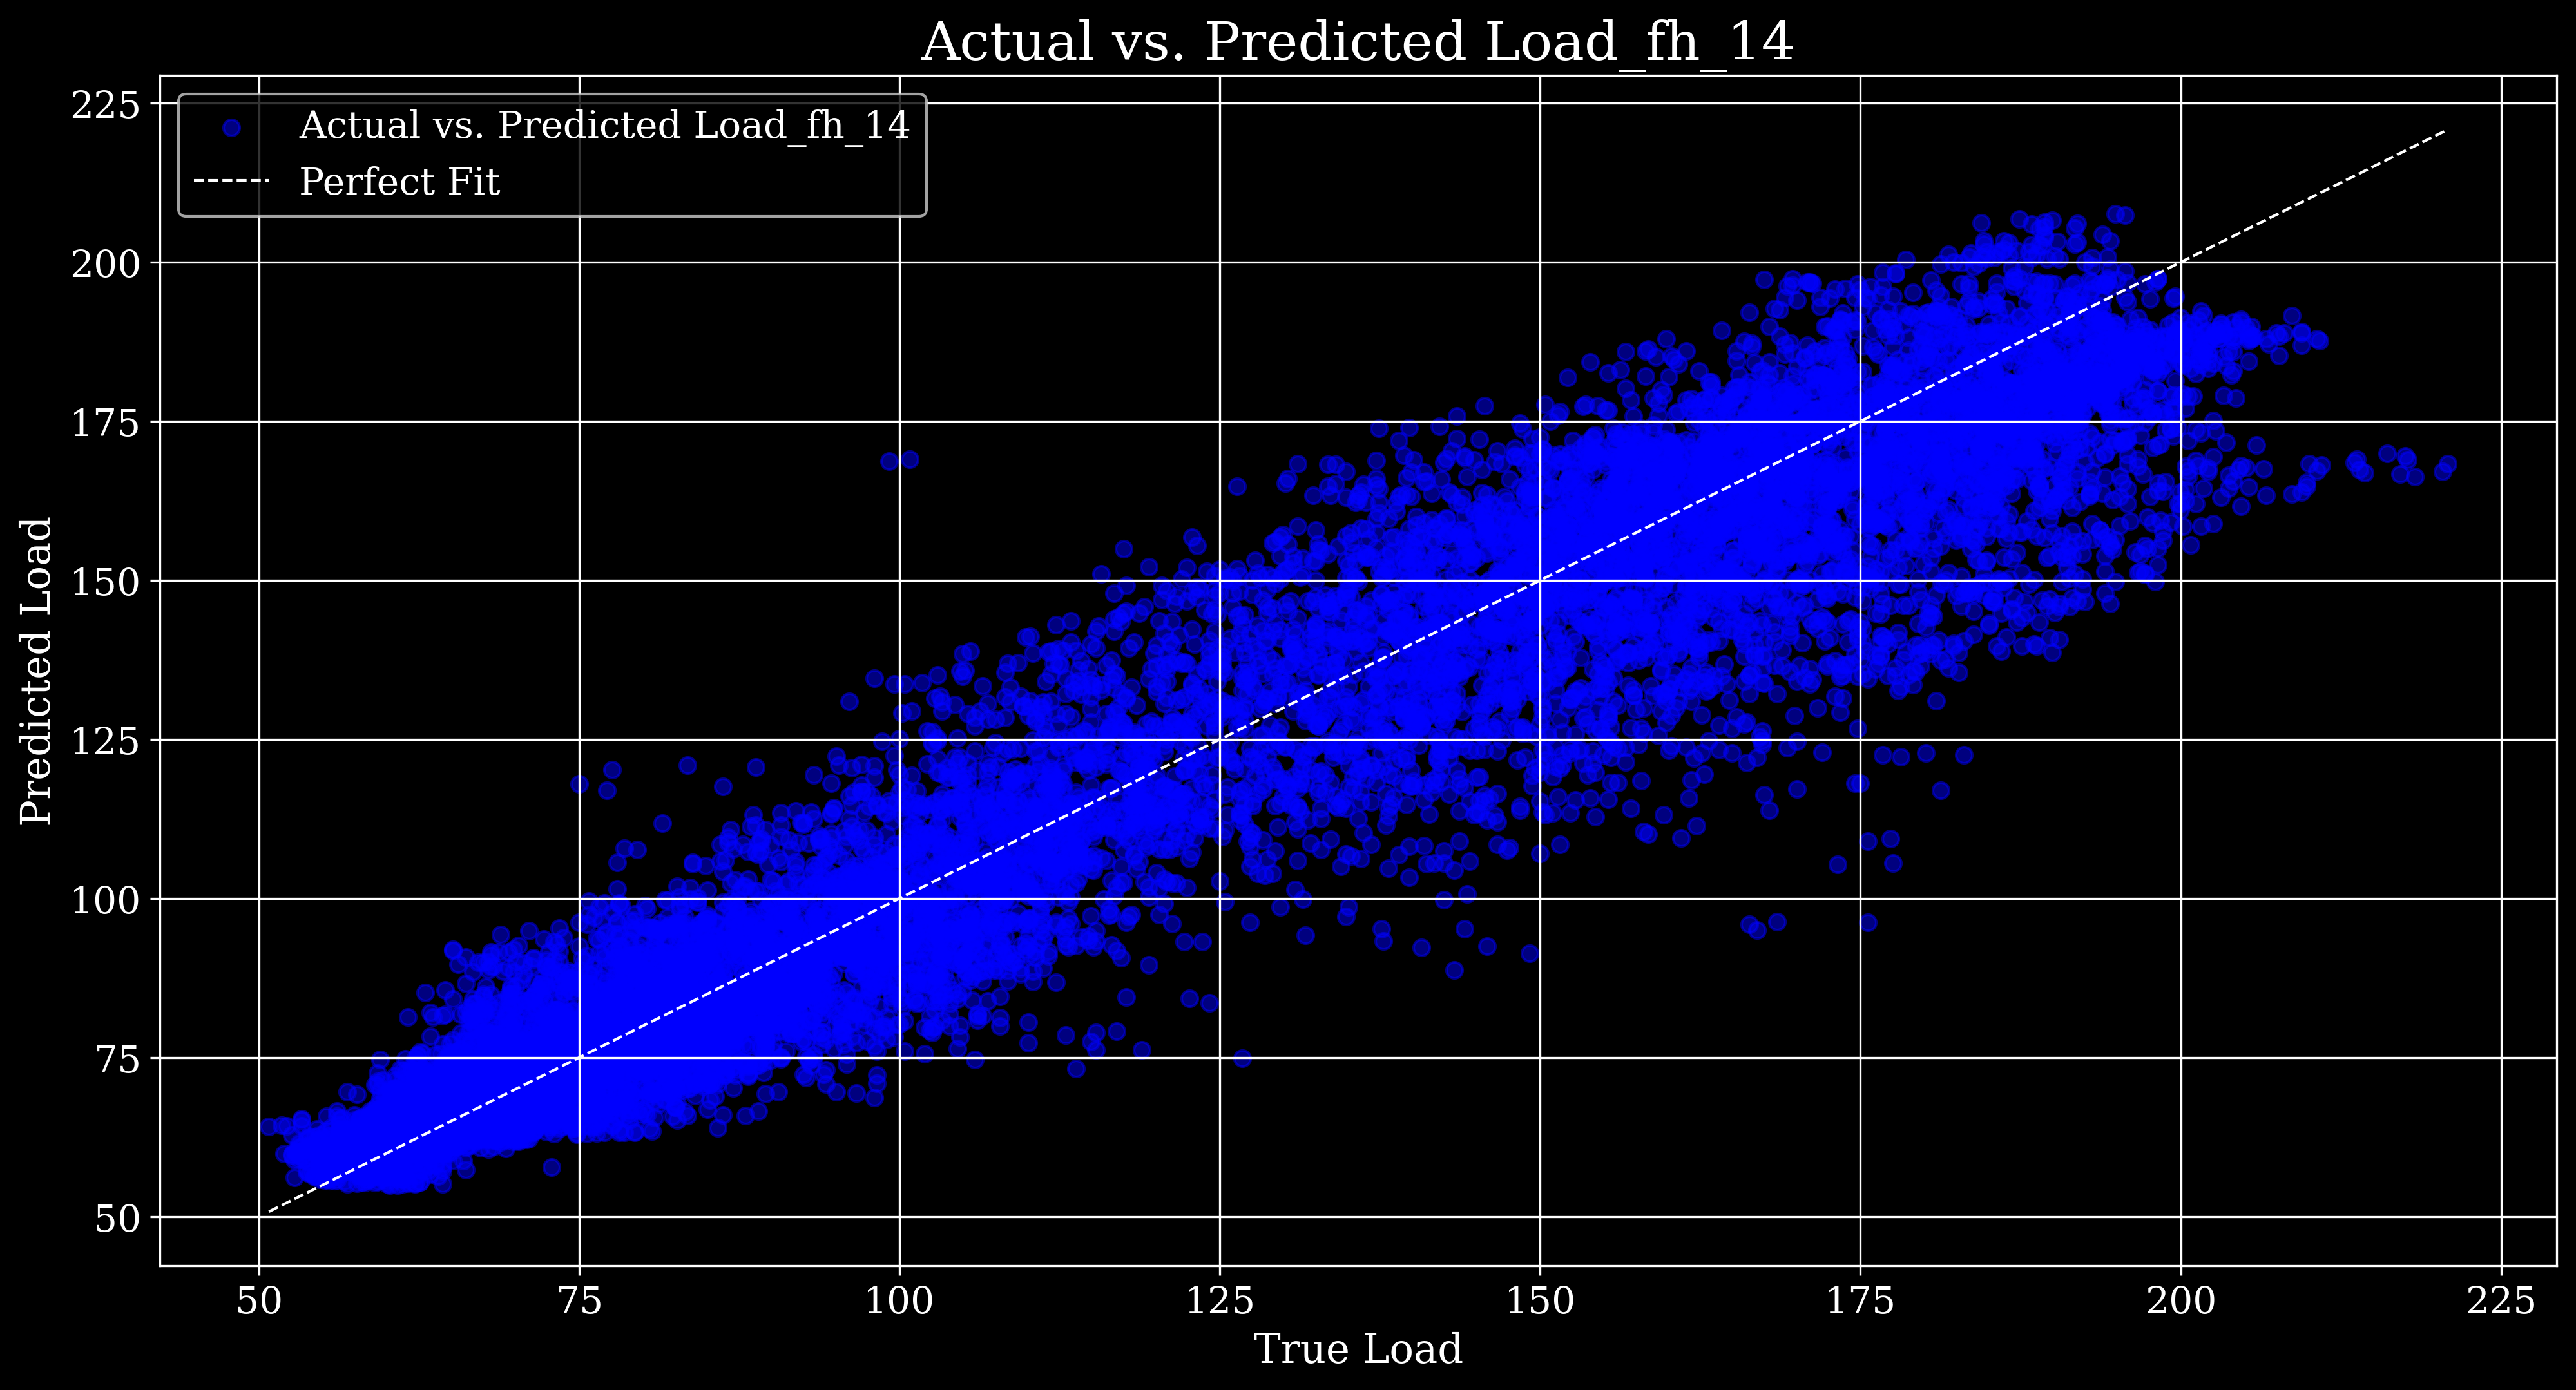 Actual vs. Predicted Load_fh_14
Actual vs. Predicted Load_fh_14
Perfect Fit
225
200
175
150
125
100
75
50
Predicted Load
50 75 100 125 150 175 200 225
True Load